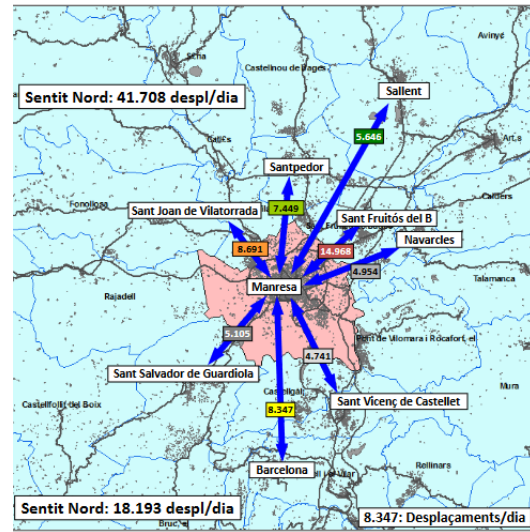 Avinyç
Castellnou de Bages
Sallent
Sentit Nord: 41.708 despl/dia
5.646
Santpedor
Fonollosa
7.449
Calders
Sant Joan de Vilatorrada
Sant Fruitós del B
8.691
14.968
Navarcles
4.954
Talamanca
Manresa
Rajadell
5.105
4.741
Pont de Vilomara i Rocafort, el
Sant Salvador de Guardiola
Mura
Castellfollit del Boix
8.347
Castellgalí
Sant Vicenç de Castellet
Barcelona
Rellinars
Sentit Nord: 18.193 despl/dia
8.347: Desplaçaments/dia